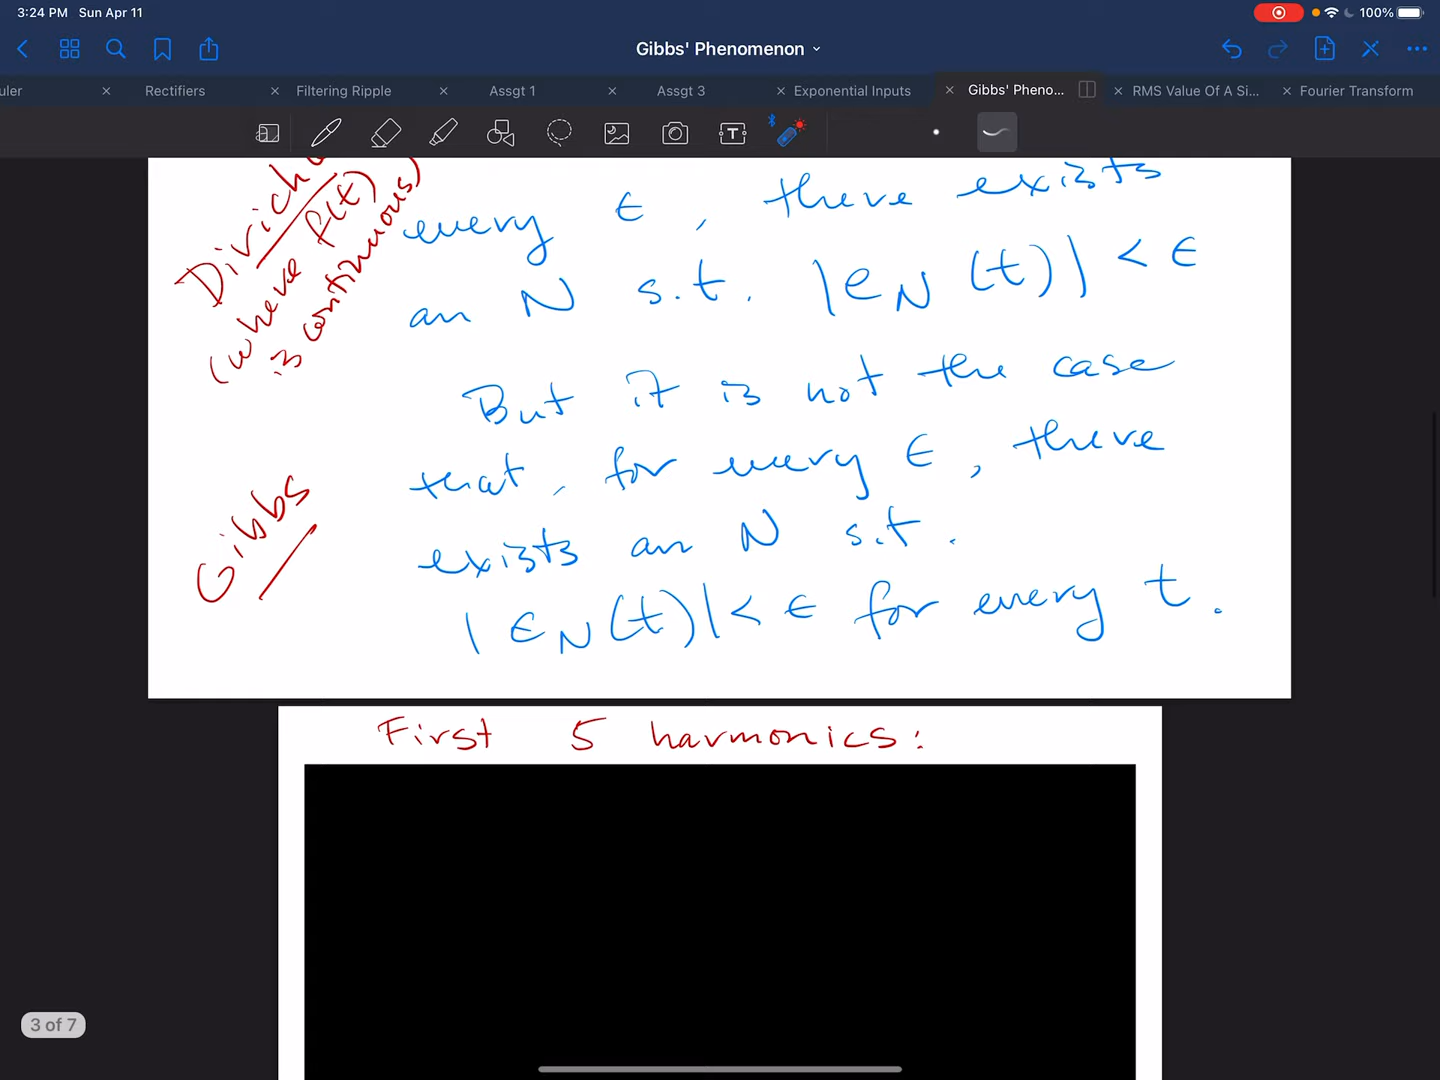 3:24 PM Sun Apr 11
100%
Gibbs' Phenomenon
uler
Rectifiers
Filtering Ripple
Assgt 1
Assgt 3
Exponential Inputs
Gibbs' Pheno...
RMS Value Of A Si...
Fourier Transform
(where f(t)
is continuous)
every ϵ, there exists
an N s.t. |e_N(t)| < ϵ
But it is not the case
that, for every ϵ, there
exists an N s.t.
|ϵ_N(t)| < ϵ for every t.
Gibbs
First 5 harmonics:
3 of 7